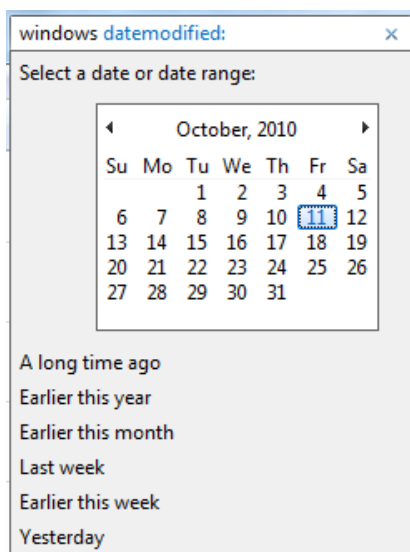 windows datemodified:
Select a date or date range:
October, 2010
Su Mo Tu We Th Fr Sa
1 2 3 4 5
6 7 8 9 10 11 12
13 14 15 16 17 18 19
20 21 22 23 24 25 26
27 28 29 30 31
A long time ago
Earlier this year
Earlier this month
Last week
Earlier this week
Yesterday